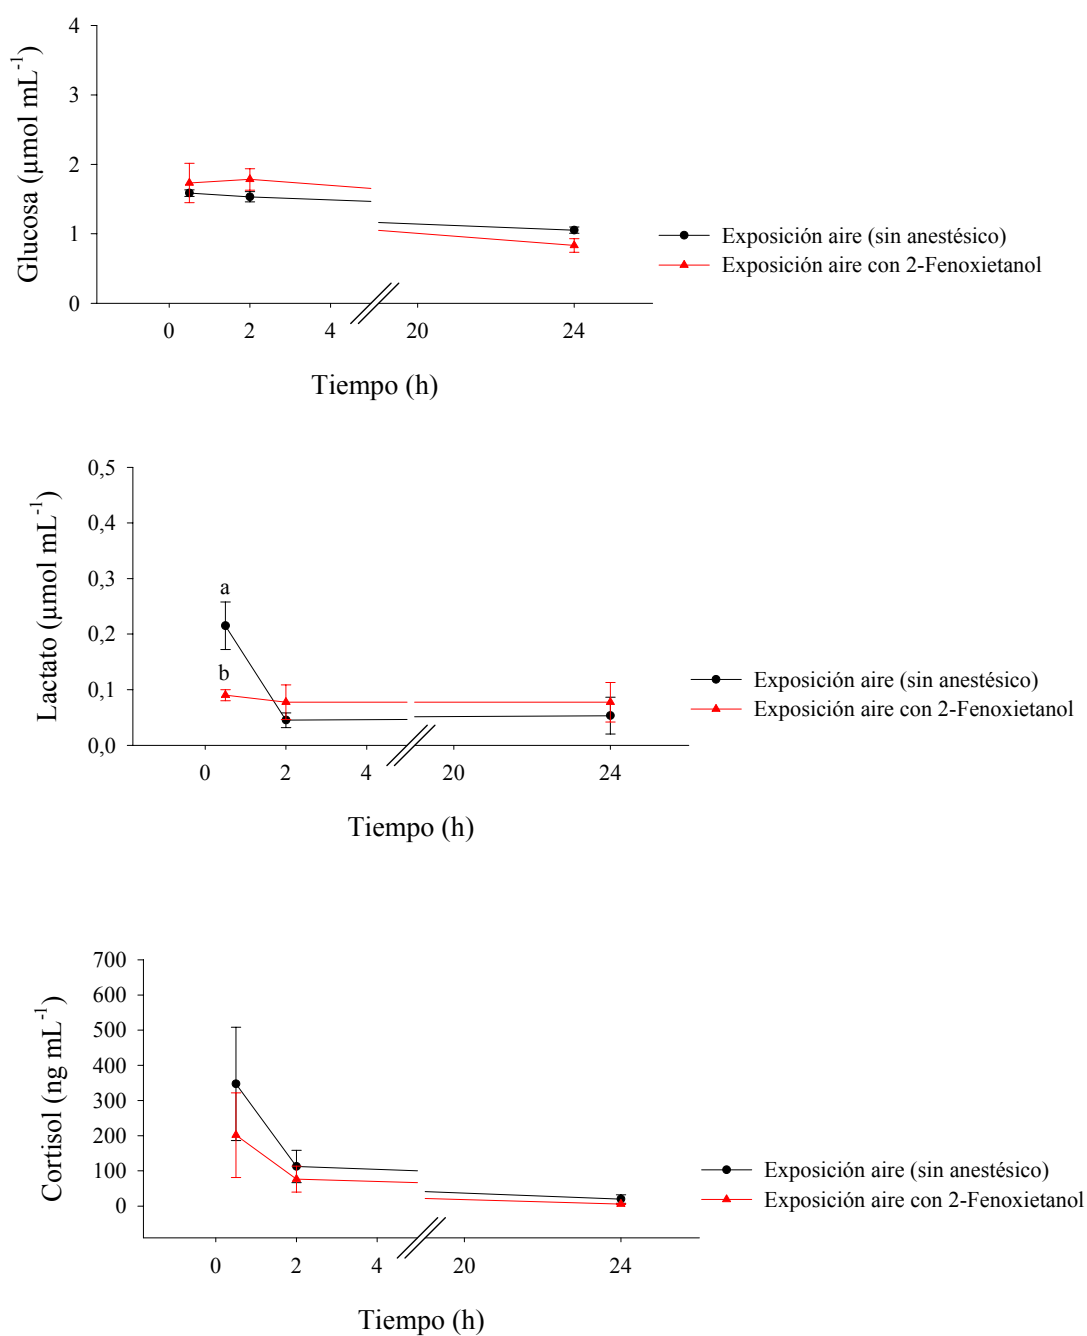 Glucosa (µmol mL⁻¹)
4
3
2
1
0
0 2 4 20 24
Tiempo (h)
Exposición aire (sin anestésico)
Exposición aire con 2-Fenoxietanol
Lactato (µmol mL⁻¹)
0,5
0,4
0,3
0,2
0,1
0,0
a
b
0 2 4 20 24
Tiempo (h)
Exposición aire (sin anestésico)
Exposición aire con 2-Fenoxietanol
Cortisol (ng mL⁻¹)
700
600
500
400
300
200
100
0
0 2 4 20 24
Tiempo (h)
Exposición aire (sin anestésico)
Exposición aire con 2-Fenoxietanol